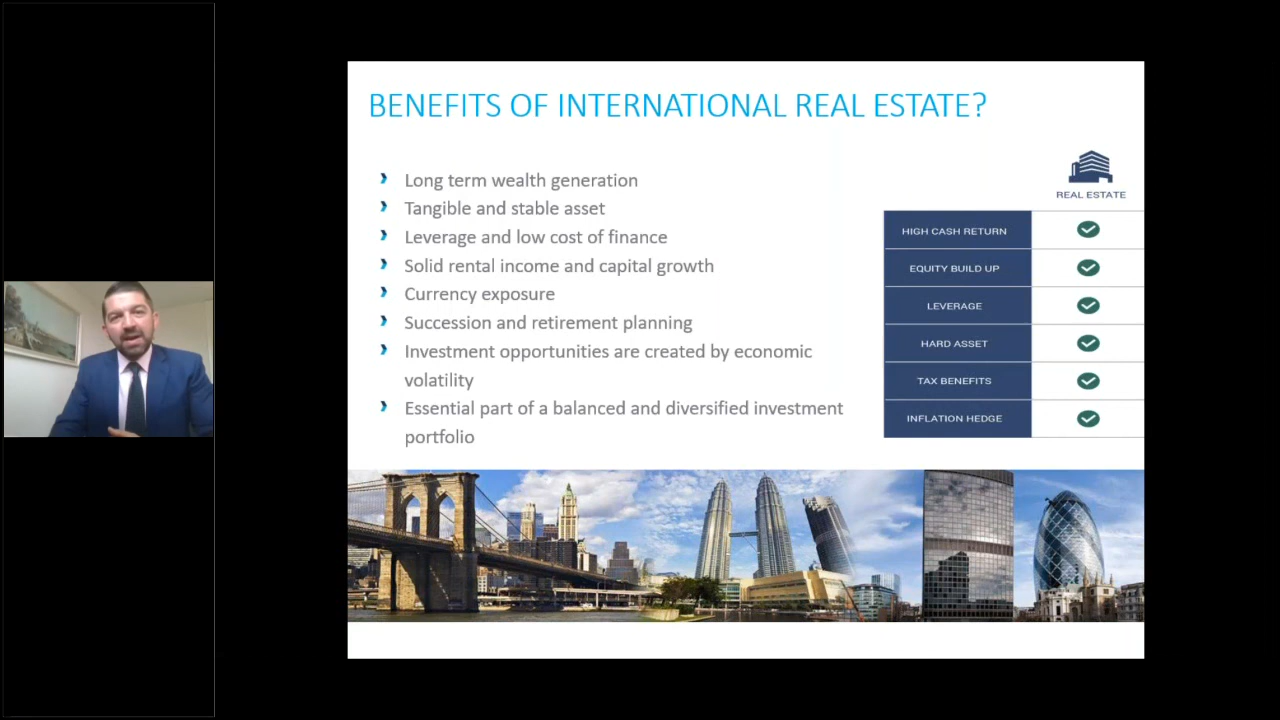 BENEFITS OF INTERNATIONAL REAL ESTATE?
Long term wealth generation
Tangible and stable asset
Leverage and low cost of finance
Solid rental income and capital growth
Currency exposure
Succession and retirement planning
Investment opportunities are created by economic
volatility
Essential part of a balanced and diversified investment
portfolio
REAL ESTATE
HIGH CASH RETURN
EQUITY BUILD UP
LEVERAGE
HARD ASSET
TAX BENEFITS
INFLATION HEDGE